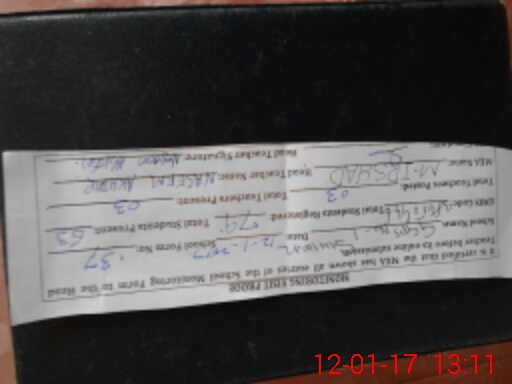 MONITORING VISIT PROOF
It is certified that the MEA has shown all entries of the School Monitoring Form to the Head
Teacher before its online submission.
School Name: Date: 12-1-2017 School Form No: 37
EMIS Code: Total Students Registered: 79 Total Students Present: 63
Total Teachers Posted: 03 Total Teachers Present: 03
MEA Name: M-IRSHAD Head Teacher Name: NASEEM AKHTAR
Head Teacher Signature:
12-01-17 13:11